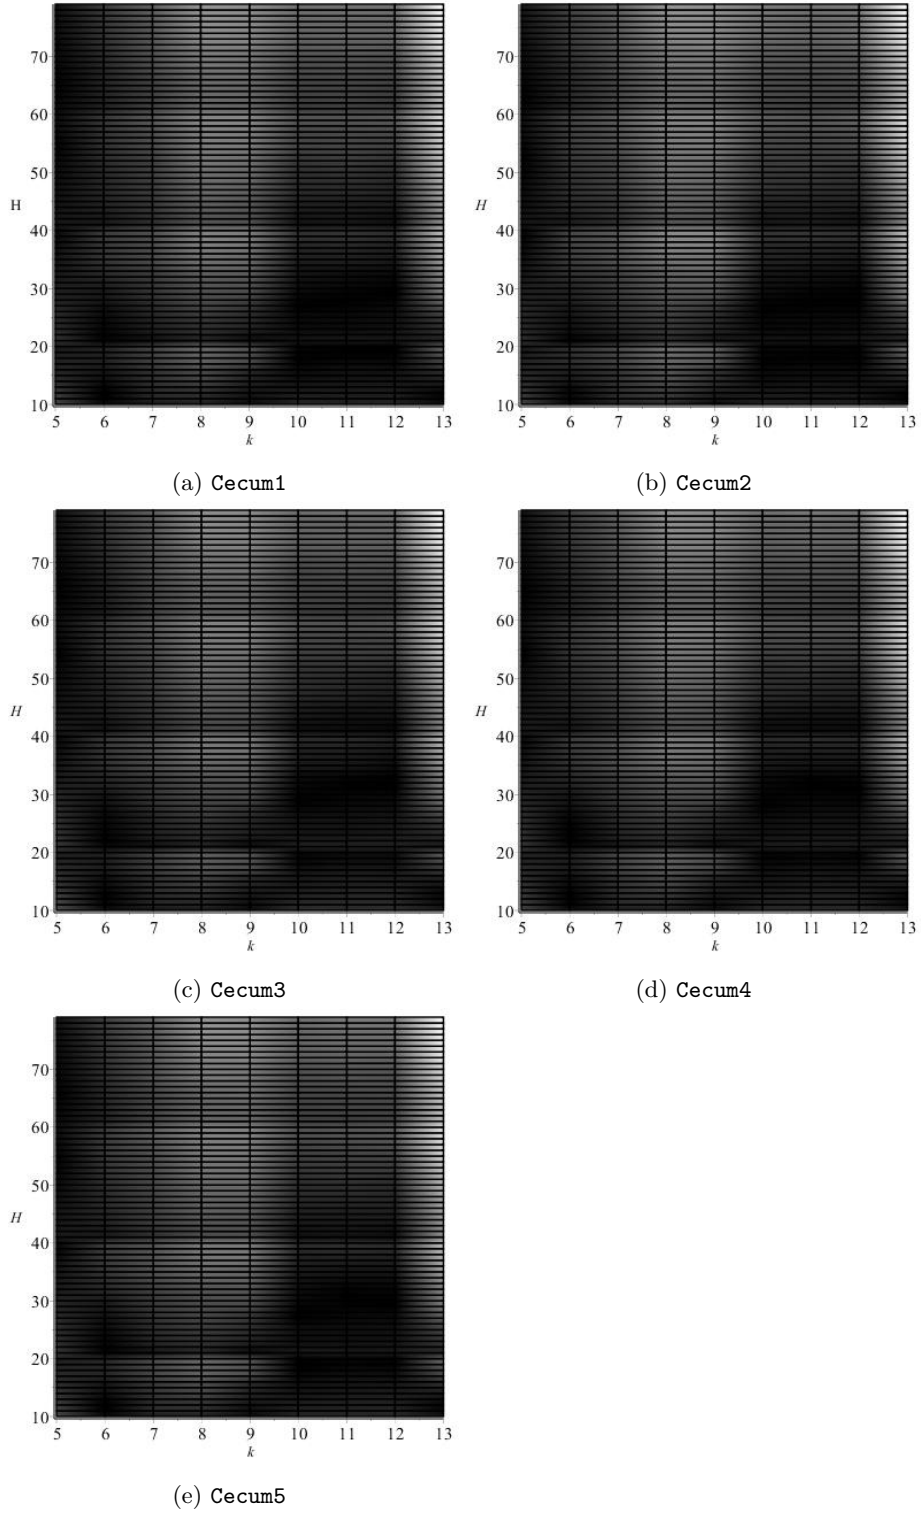 70 70
60 60
50 50
H H
40 40
30 30
20 20
10 10
5 6 7 8 9 10 11 12 13 5 6 7 8 9 10 11 12 13
k k
(a) Cecum1 (b) Cecum2
70 70
60 60
50 50
H H
40 40
30 30
20 20
10 10
5 6 7 8 9 10 11 12 13 5 6 7 8 9 10 11 12 13
k k
(c) Cecum3 (d) Cecum4
70
60
50
H
40
30
20
10
5 6 7 8 9 10 11 12 13
k
(e) Cecum5